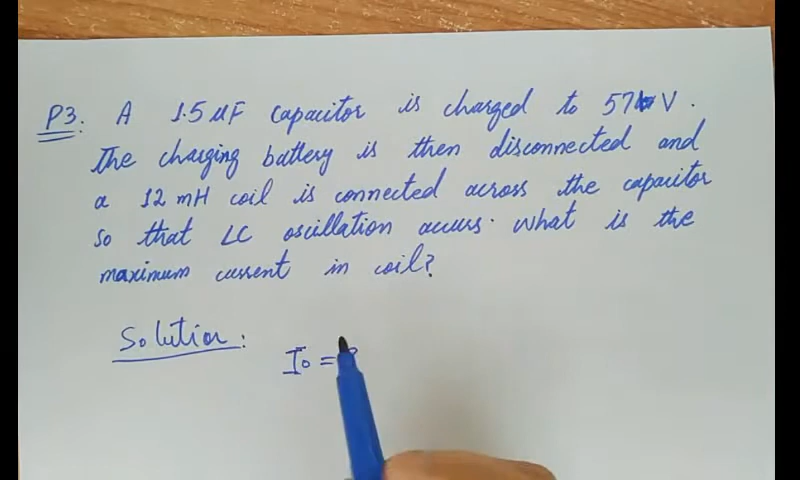 P3. A 1.5 μF capacitor is charged to 57 V.
The charging battery is then disconnected and
a 12 mH coil is connected across the capacitor
so that LC oscillation occurs. What is the
maximum current in coil?
Solution:
I₀ =